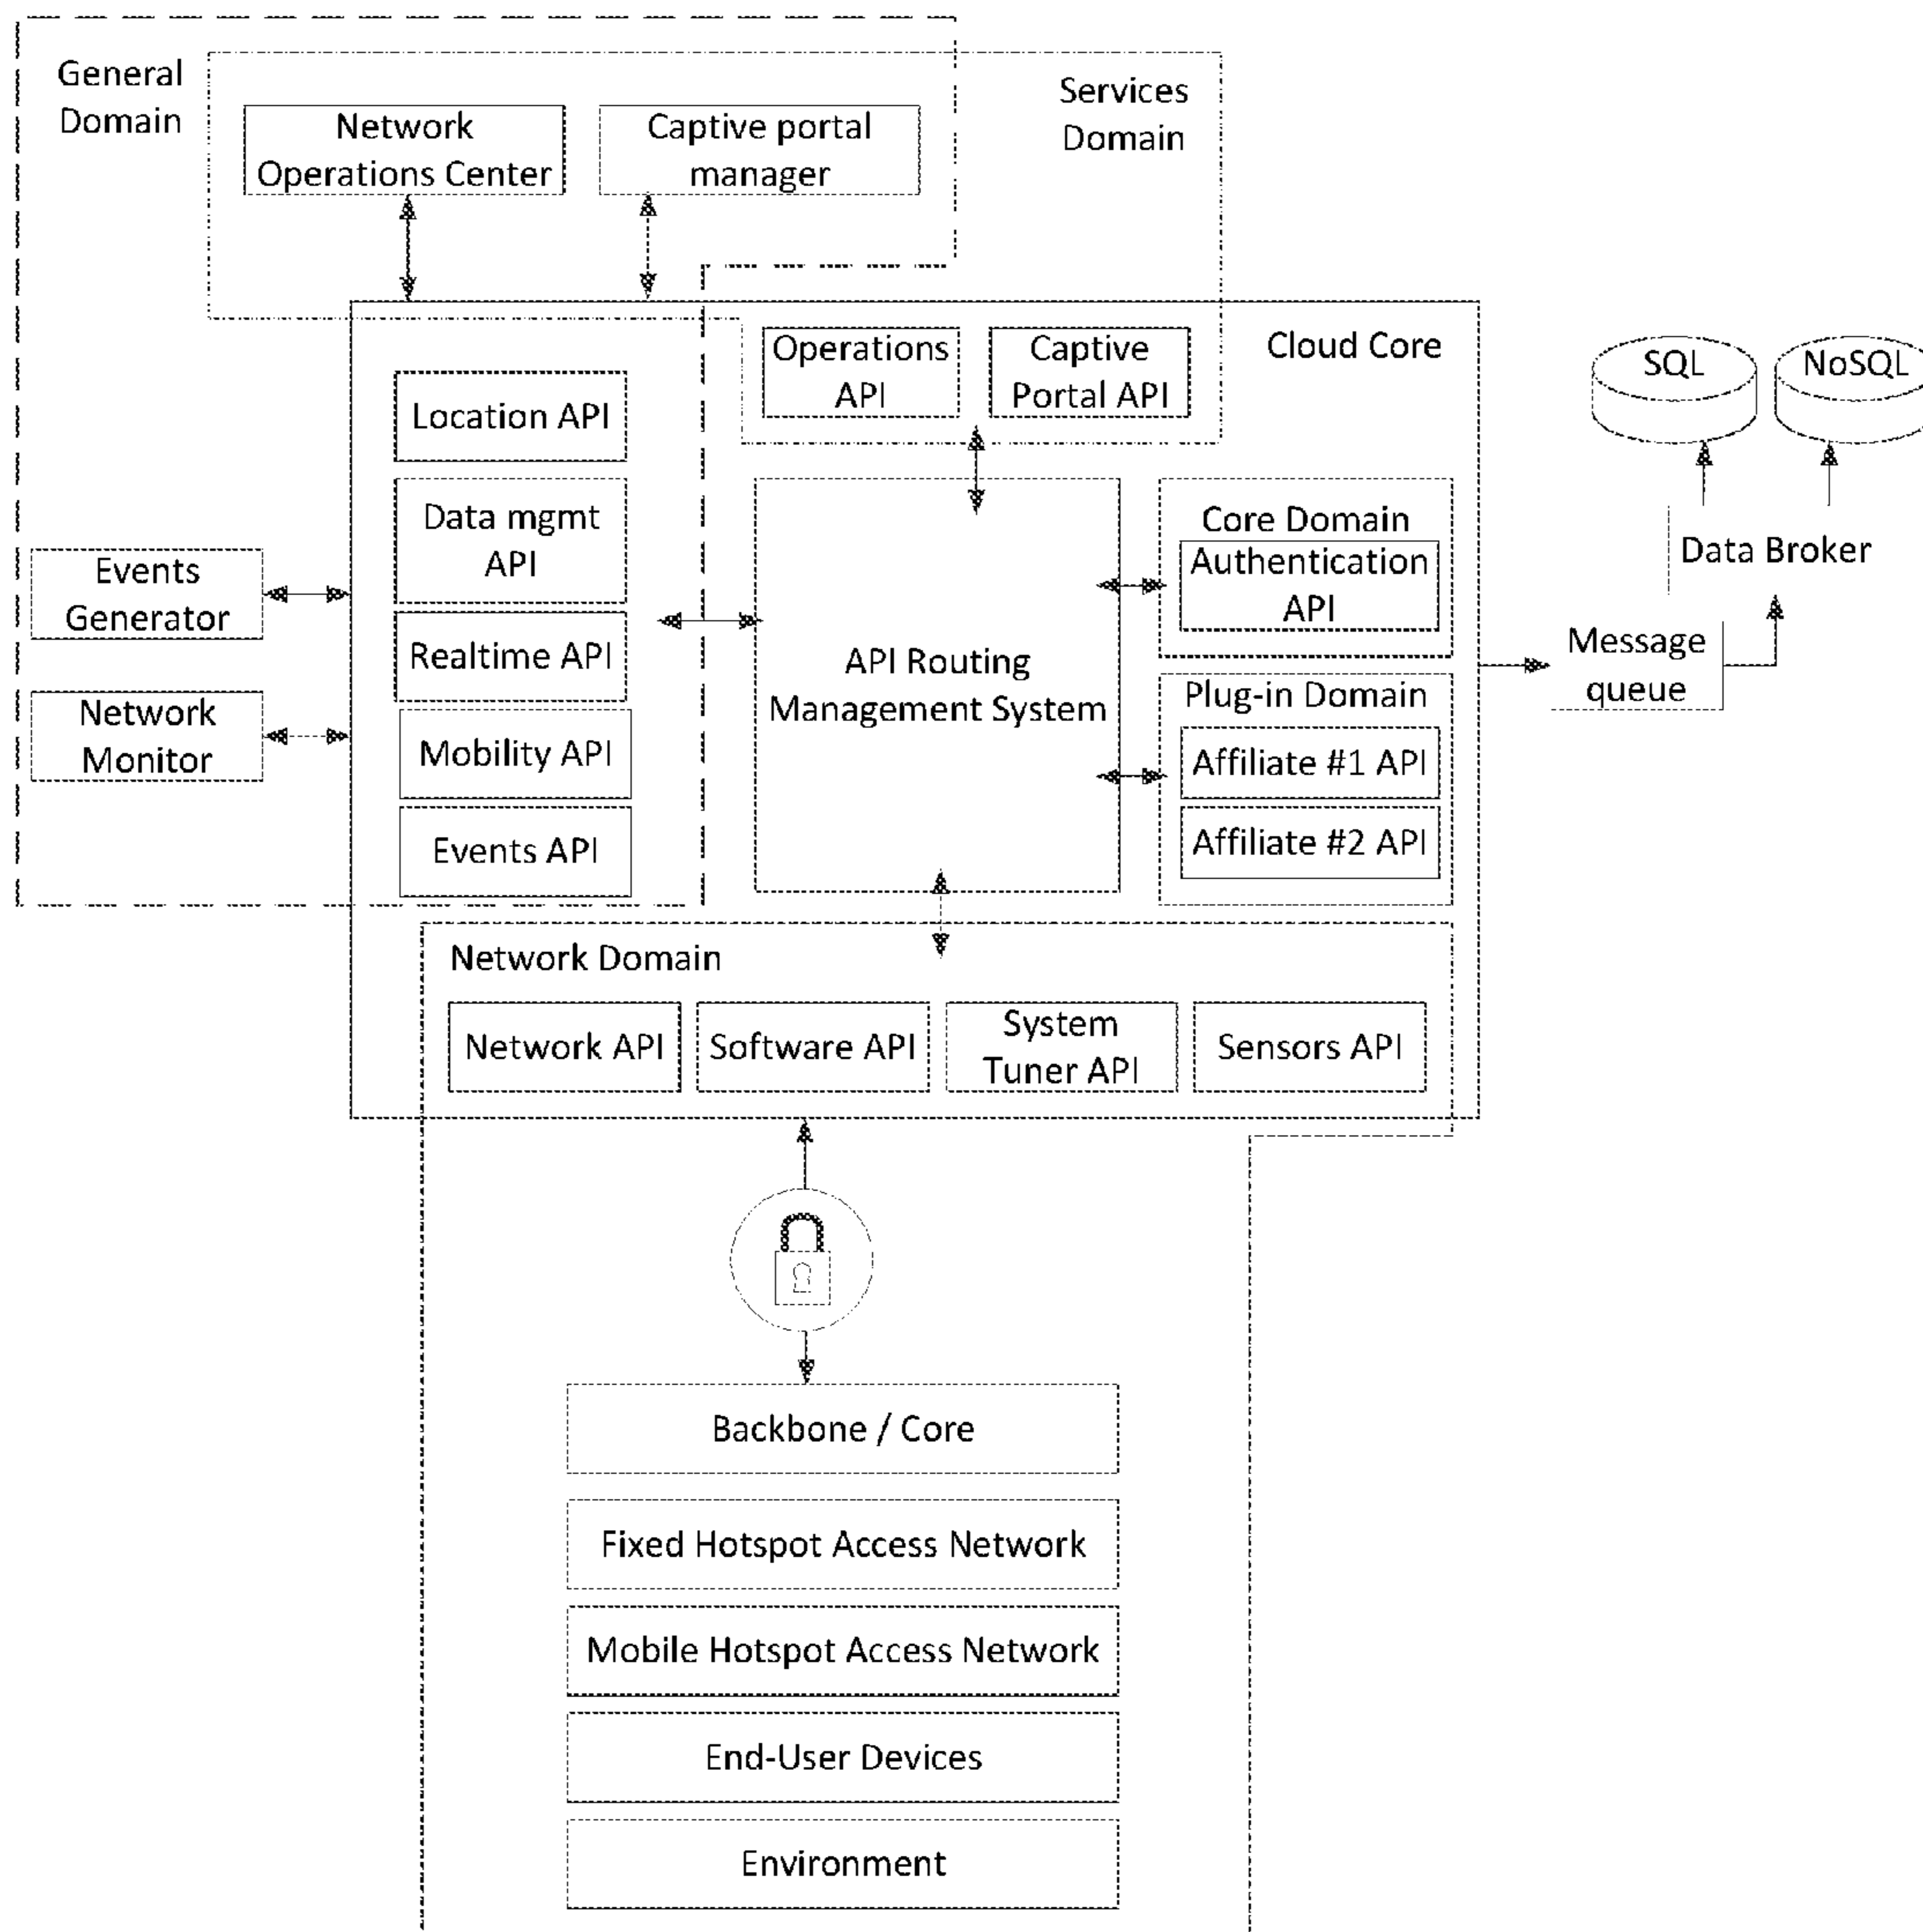 General
Domain
Services
Domain
Network
Operations Center
Captive portal
manager
Operations
API
Captive
Portal API
Cloud Core
SQL
NoSQL
Location API
Data mgmt
API
Realtime API
Mobility API
Events API
Events
Generator
Network
Monitor
API Routing
Management System
Core Domain
Authentication
API
Plug-in Domain
Affiliate #1 API
Affiliate #2 API
Data Broker
Message
queue
Network Domain
Network API
Software API
System
Tuner API
Sensors API
Backbone / Core
Fixed Hotspot Access Network
Mobile Hotspot Access Network
End-User Devices
Environment